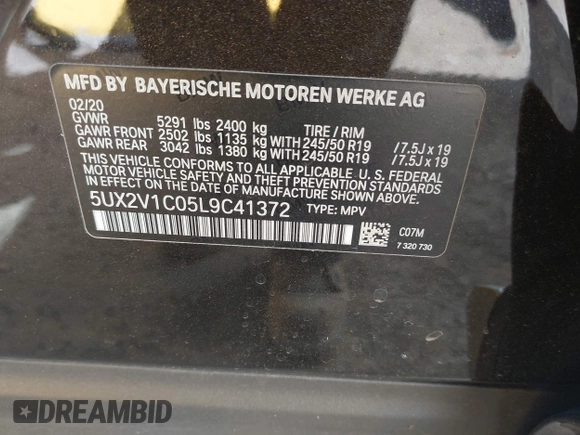 MFD BY BAYERISCHE MOTOREN WERKE AG
02/20
GVWR 5291 lbs 2400 kg TIRE / RIM
GAWR FRONT 2502 lbs 1135 kg WITH 245/50 R19 / 7.5J x 19
GAWR REAR 3042 lbs 1380 kg WITH 245/50 R19 / 7.5J x 19
THIS VEHICLE CONFORMS TO ALL APPLICABLE U.S. FEDERAL
MOTOR VEHICLE SAFETY, BUMPER, AND THEFT PREVENTION
STANDARDS IN EFFECT ON THE DATE OF MANUFACTURE SHOWN ABOVE.
5UX2V1C05L9C41372 TYPE: MPV
C07M
7 320 730
DREAMBID